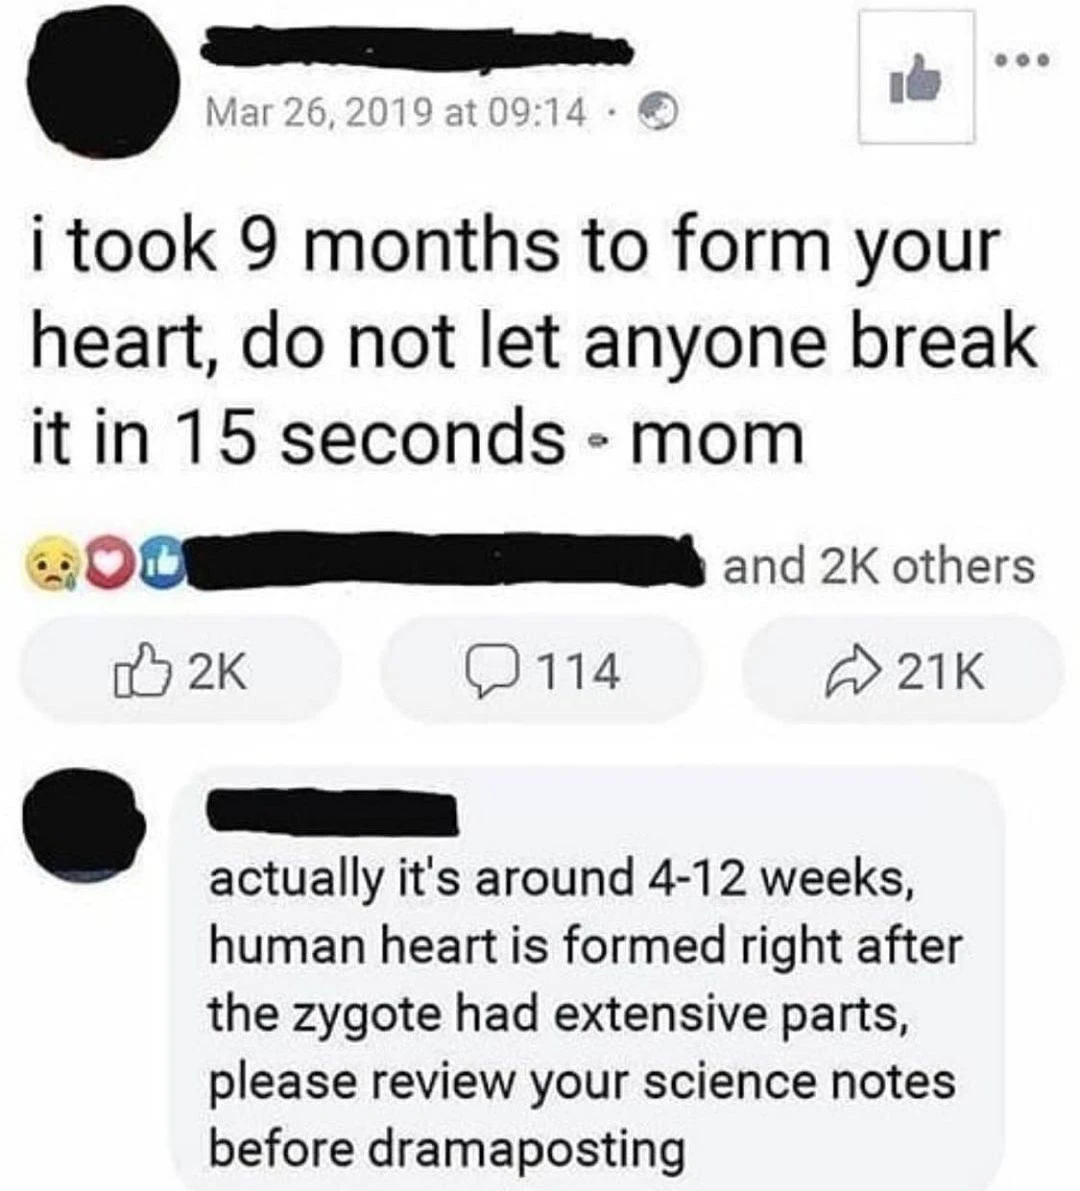 Mar 26, 2019 at 09:14 ·
i took 9 months to form your
heart, do not let anyone break
it in 15 seconds - mom
and 2K others
2K
114
21K
actually it's around 4-12 weeks,
human heart is formed right after
the zygote had extensive parts,
please review your science notes
before dramaposting